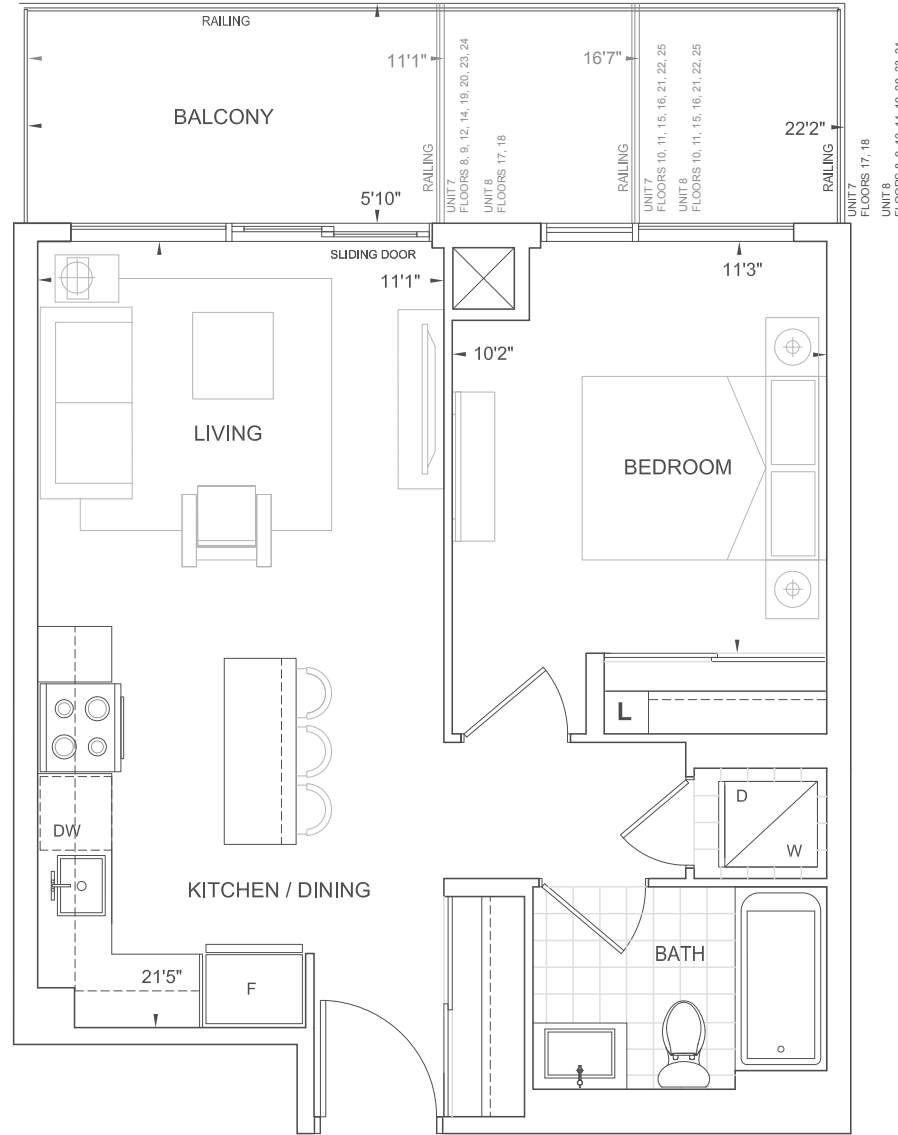 RAILING
11'1"
16'7"
BALCONY
22'2"
5'10"
RAILING
UNIT 7
FLOORS 8, 9, 12, 14, 19, 20, 23, 24
UNIT 8
FLOORS 17, 18
RAILING
UNIT 7
FLOORS 10, 11, 15, 16, 21, 22, 25
UNIT 8
FLOORS 10, 11, 15, 16, 21, 22, 25
RAILING
UNIT 7
FLOORS 17, 18
UNIT 8
SLIDING DOOR
11'1"
11'3"
10'2"
LIVING
BEDROOM
L
D
W
DW
KITCHEN / DINING
BATH
21'5"
F